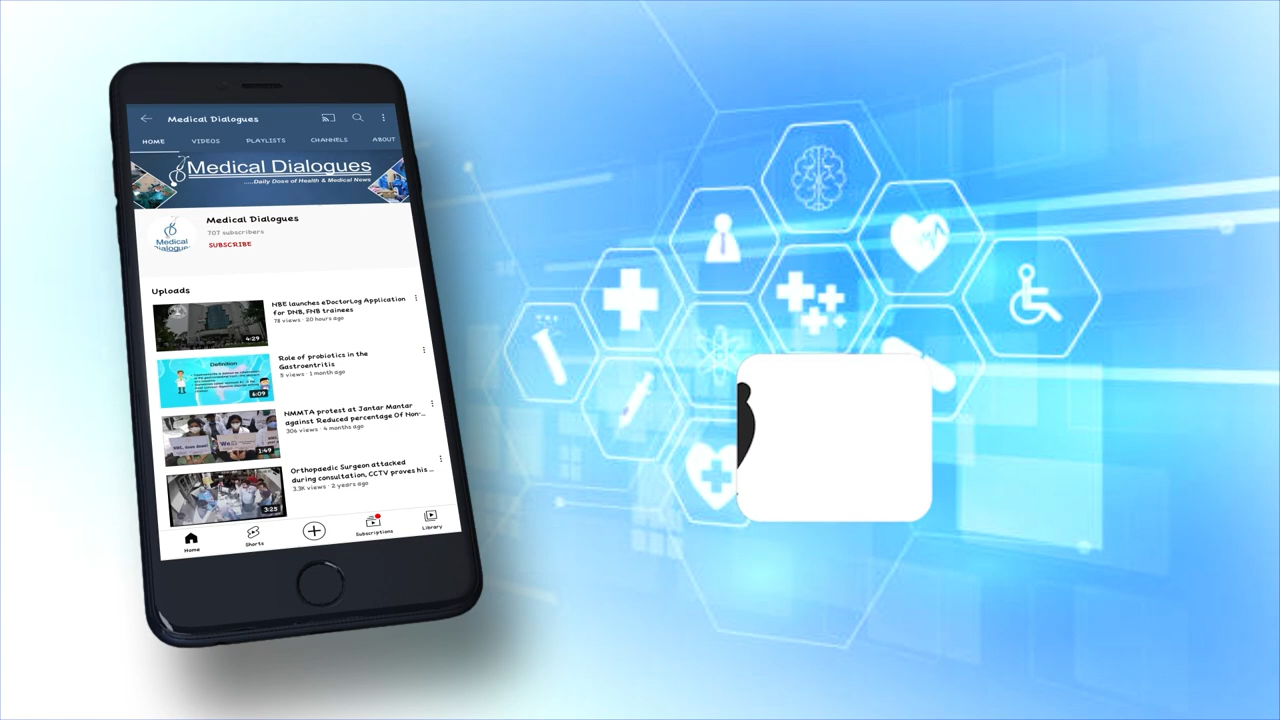 Medical Dialogues
HOME VIDEOS PLAYLISTS CHANNELS ABOUT
Medical Dialogues
.....Daily Dose of Health & Medical News
Medical Dialogues
Medical
Dialogues
707 subscribers
SUBSCRIBE
Uploads
NBE launches eDoctorLog Application
for DNB, FNB trainees
78 views · 20 hours ago
4:29
Role of probiotics in the
Gastroentritis
5 views · 1 month ago
Definition
6:09
NMMTA protest at Jantar Mantar
against 'Reduced percentage Of Non-...
306 views · 4 months ago
1:49
Orthopaedic Surgeon attacked
during consultation, CCTV proves his ...
3.3K views · 2 years ago
3:25
Home Shorts Subscriptions Library